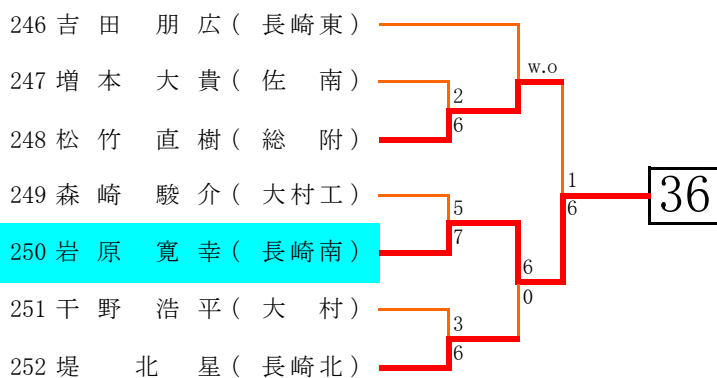 246 吉田 朋広(長崎東)
w.o
247 増本 大貴(佐南)
2
6
248 松竹 直樹(総附)
1
6
36
249 森崎 駿介(大村工)
5
7
250 岩原 寛幸(長崎南)
6
0
251 干野 浩平(大村)
3
6
252 堤 北星(長崎北)